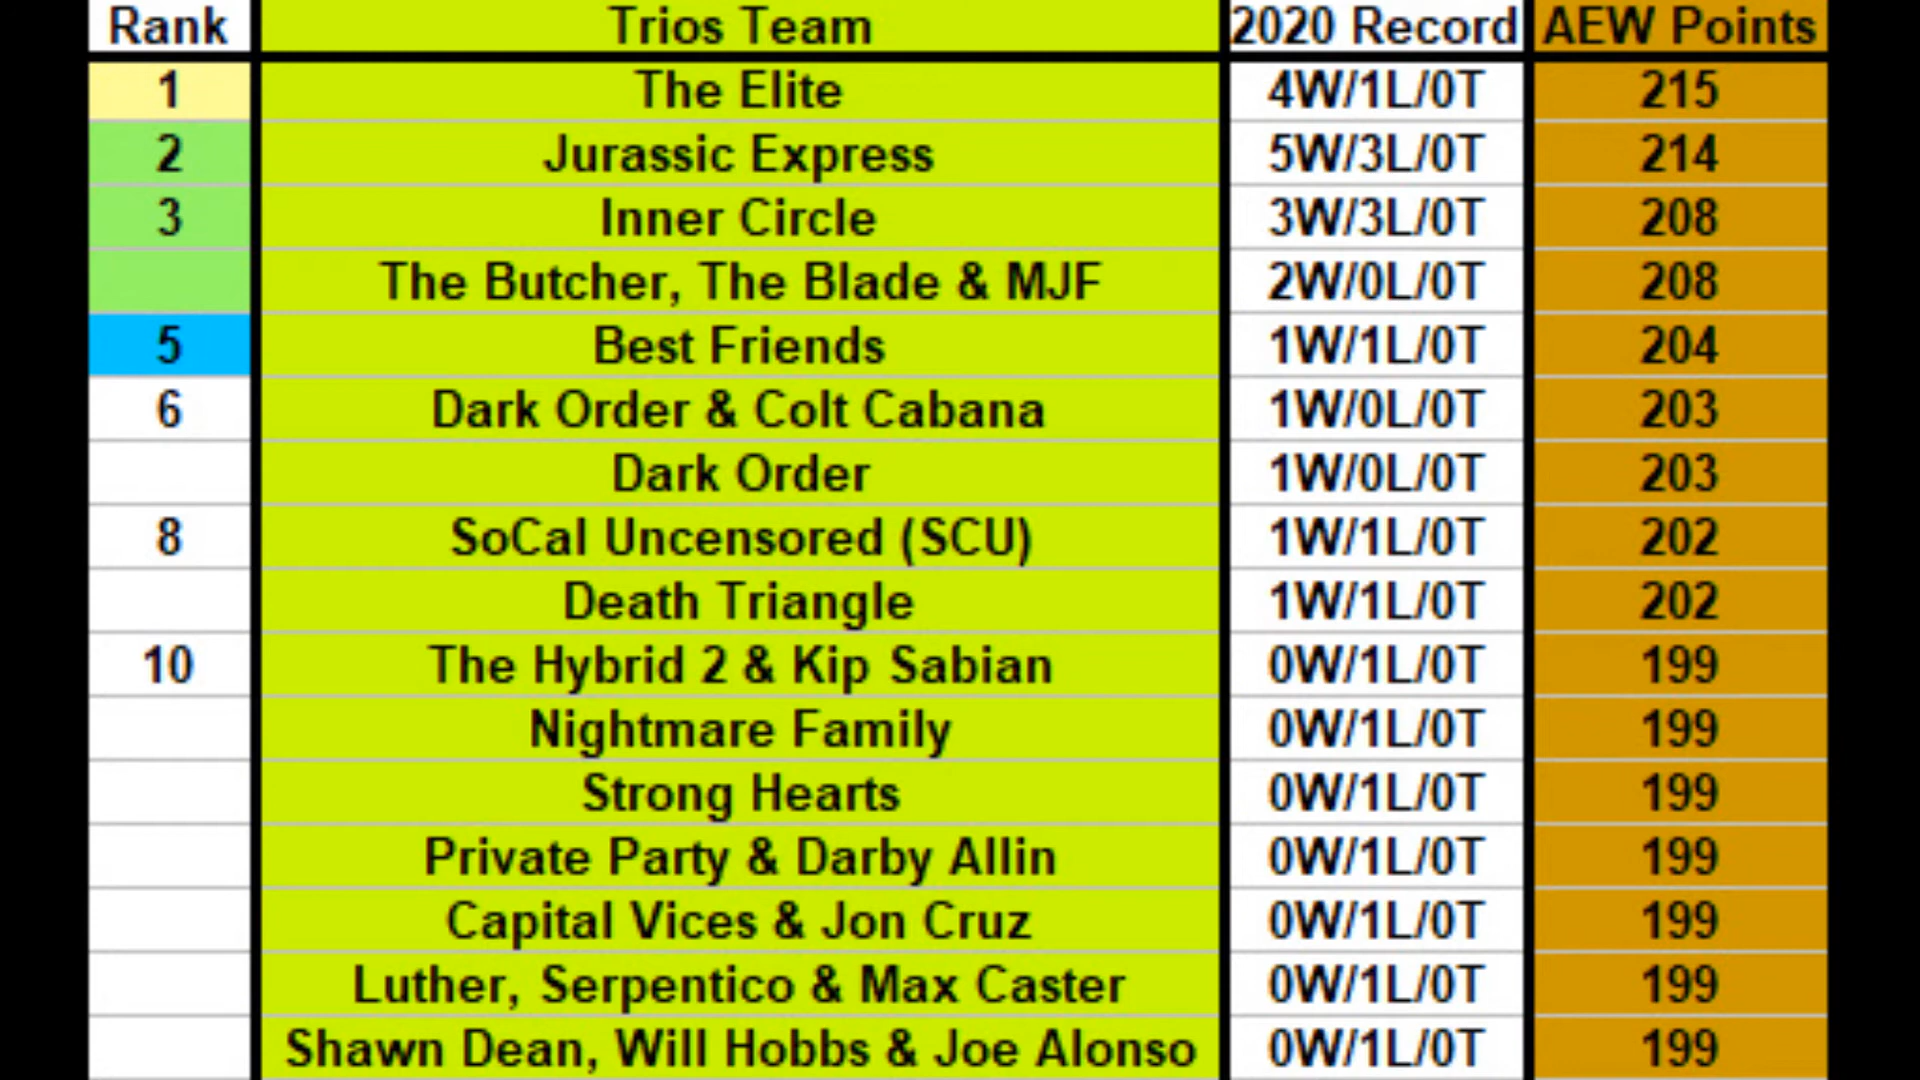 Rank Trios Team 2020 Record AEW Points
1 The Elite 4W/1L/0T 215
2 Jurassic Express 5W/3L/0T 214
3 Inner Circle 3W/3L/0T 208
The Butcher, The Blade & MJF 2W/0L/0T 208
5 Best Friends 1W/1L/0T 204
6 Dark Order & Colt Cabana 1W/0L/0T 203
Dark Order 1W/0L/0T 203
8 SoCal Uncensored (SCU) 1W/1L/0T 202
Death Triangle 1W/1L/0T 202
10 The Hybrid 2 & Kip Sabian 0W/1L/0T 199
Nightmare Family 0W/1L/0T 199
Strong Hearts 0W/1L/0T 199
Private Party & Darby Allin 0W/1L/0T 199
Capital Vices & Jon Cruz 0W/1L/0T 199
Luther, Serpentico & Max Caster 0W/1L/0T 199
Shawn Dean, Will Hobbs & Joe Alonso 0W/1L/0T 199